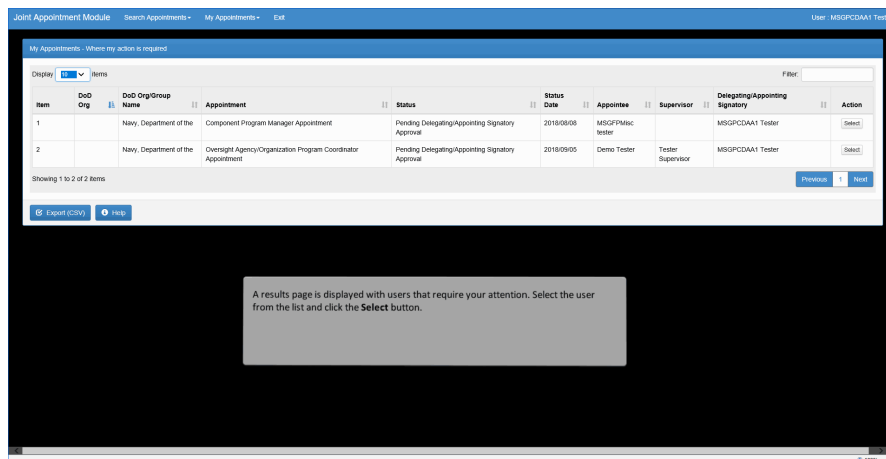 Joint Appointment Module Search Appointments My Appointments Exit User : MSGPCDAA1 Test
My Appointments - Where my action is required
Display 10 items Filter:
Item DoD Org DoD Org/Group Name Appointment Status Status Date Appointee Supervisor Delegating/Appointing Signatory Action
1 Navy, Department of the Component Program Manager Appointment Pending Delegating/Appointing Signatory Approval 2018/08/08 MSGFPMisc tester MSGPCDAA1 Tester Select
2 Navy, Department of the Oversight Agency/Organization Program Coordinator Appointment Pending Delegating/Appointing Signatory Approval 2018/09/05 Demo Tester Tester Supervisor MSGPCDAA1 Tester Select
Showing 1 to 2 of 2 items Previous 1 Next
Export (CSV) Help
A results page is displayed with users that require your attention. Select the user
from the list and click the Select button.